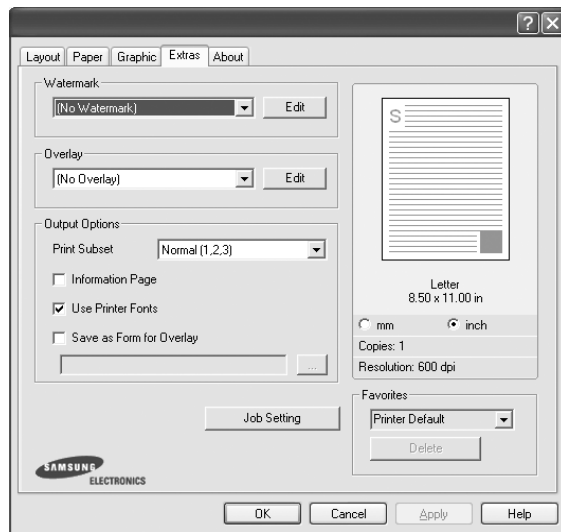 Layout Paper Graphic Extras About
Watermark
(No Watermark) Edit
Overlay
(No Overlay) Edit
Output Options
Print Subset Normal (1,2,3)
Information Page
Use Printer Fonts
Save as Form for Overlay
...
Job Setting
SAMSUNG
ELECTRONICS
S
Letter
8.50 x 11.00 in
mm inch
Copies: 1
Resolution: 600 dpi
Favorites
Printer Default
Delete
OK Cancel Apply Help